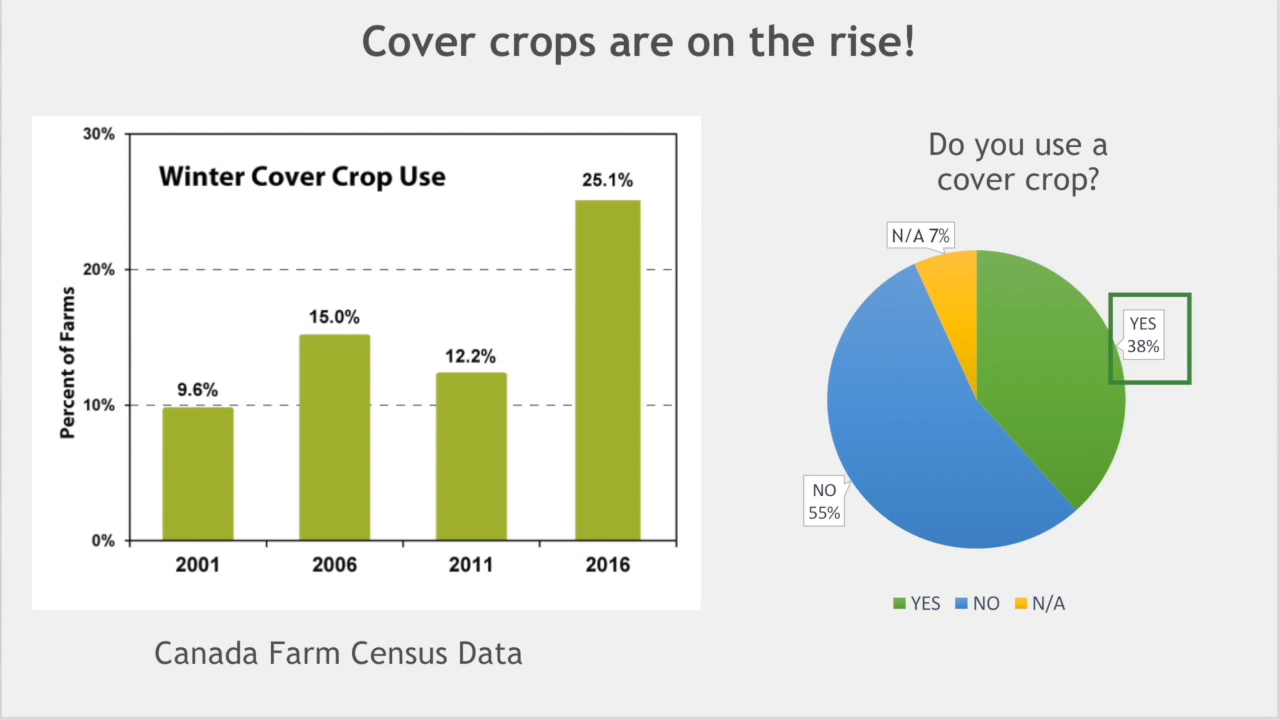 Cover crops are on the rise!
30%
Winter Cover Crop Use
25.1%
20%
15.0%
12.2%
9.6%
10%
0%
Percent of Farms
2001 2006 2011 2016
Canada Farm Census Data
Do you use a
cover crop?
N/A 7%
YES
38%
NO
55%
YES NO N/A